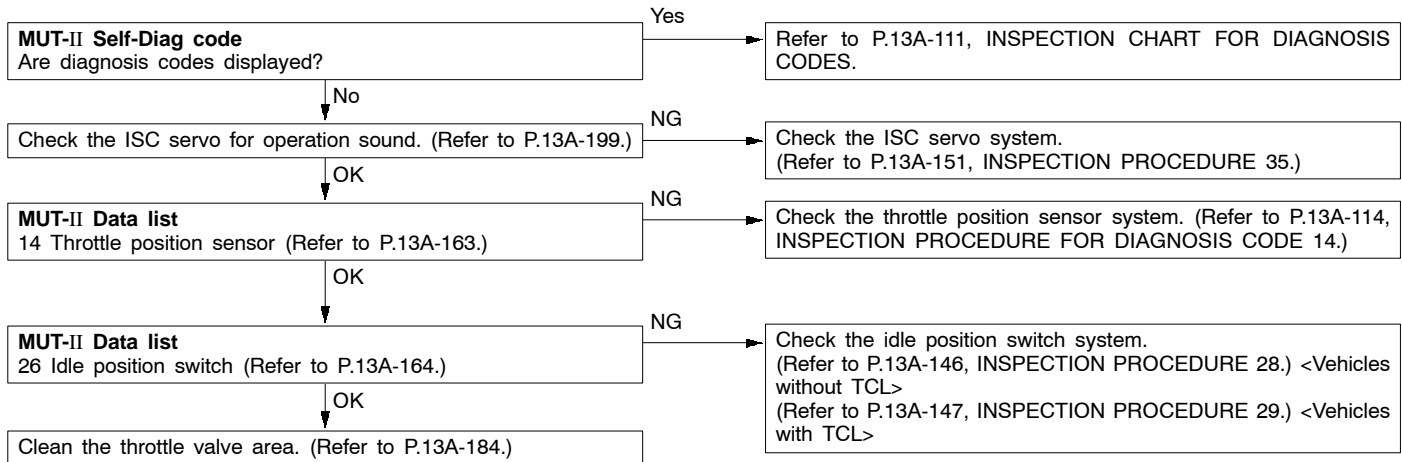 MUT-II Self-Diag code
Are diagnosis codes displayed?
Yes
Refer to P.13A-111, INSPECTION CHART FOR DIAGNOSIS
CODES.
No
Check the ISC servo for operation sound. (Refer to P.13A-199.)
NG
Check the ISC servo system.
(Refer to P.13A-151, INSPECTION PROCEDURE 35.)
OK
MUT-II Data list
14 Throttle position sensor (Refer to P.13A-163.)
NG
Check the throttle position sensor system. (Refer to P.13A-114,
INSPECTION PROCEDURE FOR DIAGNOSIS CODE 14.)
OK
MUT-II Data list
26 Idle position switch (Refer to P.13A-164.)
NG
Check the idle position switch system.
(Refer to P.13A-146, INSPECTION PROCEDURE 28.) <Vehicles
without TCL>
(Refer to P.13A-147, INSPECTION PROCEDURE 29.) <Vehicles
with TCL>
OK
Clean the throttle valve area. (Refer to P.13A-184.)